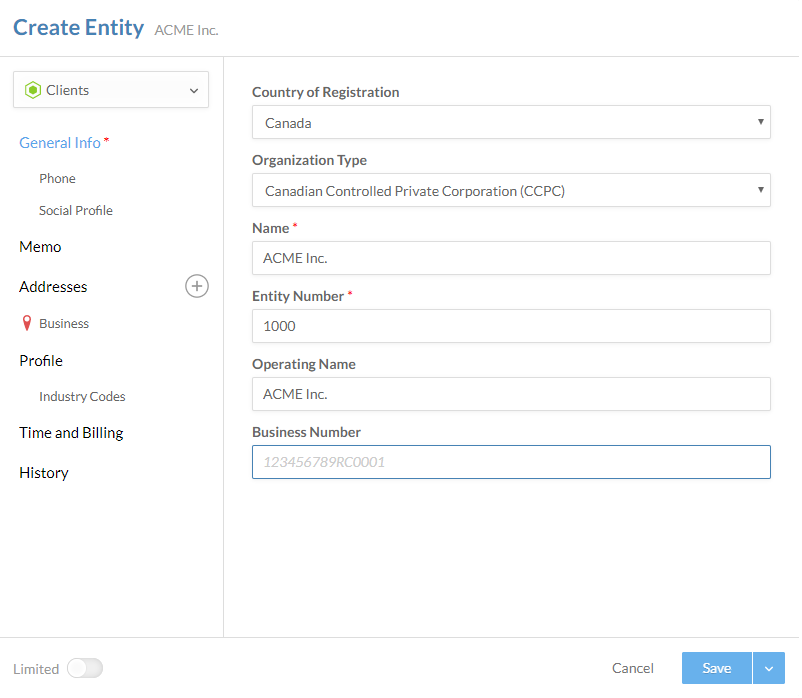 Create Entity ACME Inc.
Clients
General Info *
Phone
Social Profile
Memo
Addresses
Business
Profile
Industry Codes
Time and Billing
History
Country of Registration
Canada
Organization Type
Canadian Controlled Private Corporation (CCPC)
Name *
ACME Inc.
Entity Number *
1000
Operating Name
ACME Inc.
Business Number
123456789RC0001
Limited
Cancel
Save